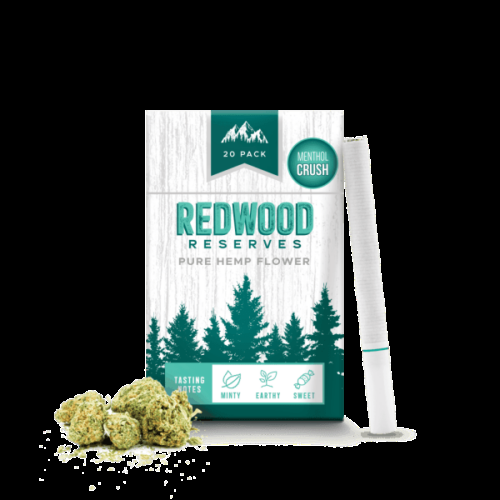 20 PACK
MENTHOL
CRUSH
REDWOOD
RESERVES
PURE HEMP FLOWER
TASTING
NOTES
MINTY EARTHY SWEET